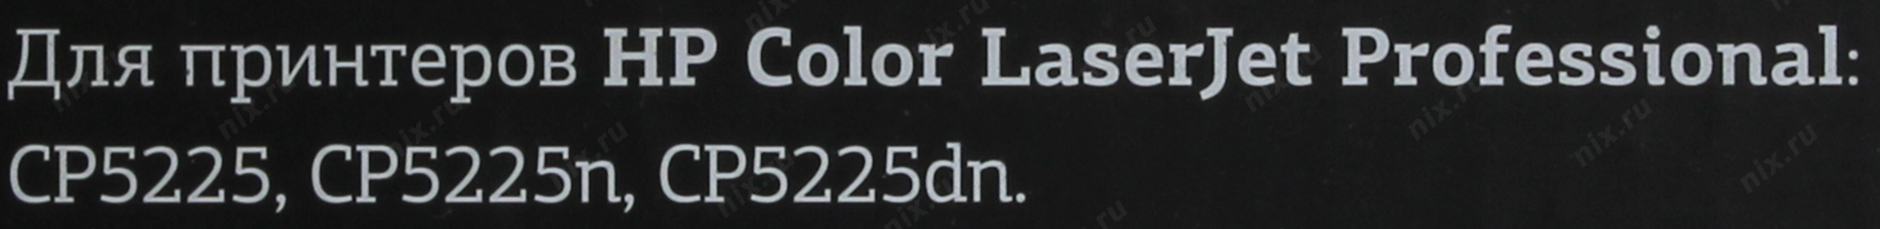 Для принтеров HP Color LaserJet Professional:
CP5225, CP5225n, CP5225dn.